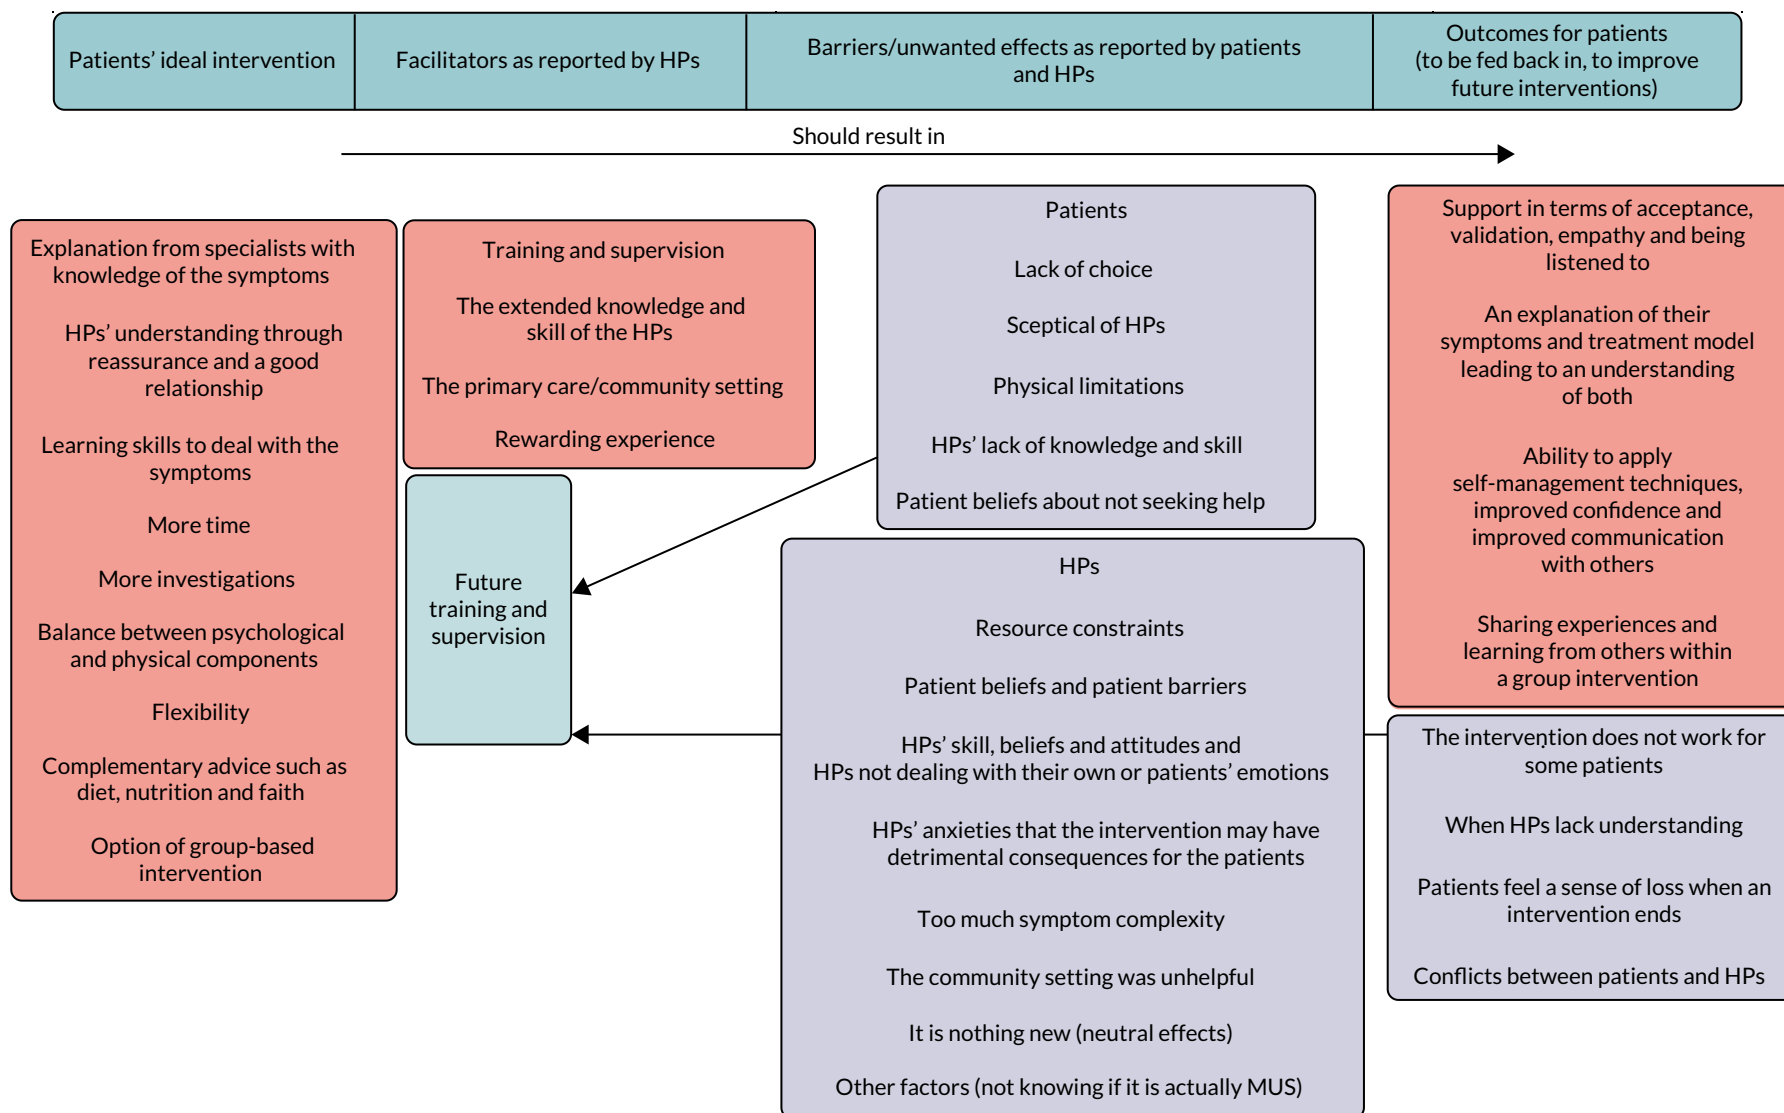 Patients’ ideal intervention
Facilitators as reported by HPs
Barriers/unwanted effects as reported by patients
and HPs
Outcomes for patients
(to be fed back in, to improve
future interventions)
Should result in
Explanation from specialists with
knowledge of the symptoms
HPs’ understanding through
reassurance and a good
relationship
Learning skills to deal with the
symptoms
More time
More investigations
Balance between psychological
and physical components
Flexibility
Complementary advice such as
diet, nutrition and faith
Option of group-based
intervention
Training and supervision
The extended knowledge and
skill of the HPs
The primary care/community setting
Rewarding experience
Future
training and
supervision
Patients
Lack of choice
Sceptical of HPs
Physical limitations
HPs’ lack of knowledge and skill
Patient beliefs about not seeking help
HPs
Resource constraints
Patient beliefs and patient barriers
HPs’ skill, beliefs and attitudes and
HPs not dealing with their own or patients’ emotions
HPs’ anxieties that the intervention may have
detrimental consequences for the patients
Too much symptom complexity
The community setting was unhelpful
It is nothing new (neutral effects)
Other factors (not knowing if it is actually MUS)
Support in terms of acceptance,
validation, empathy and being
listened to
An explanation of their
symptoms and treatment model
leading to an understanding
of both
Ability to apply
self-management techniques,
improved confidence and
improved communication
with others
Sharing experiences and
learning from others within
a group intervention
The intervention does not work for
some patients
When HPs lack understanding
Patients feel a sense of loss when an
intervention ends
Conflicts between patients and HPs